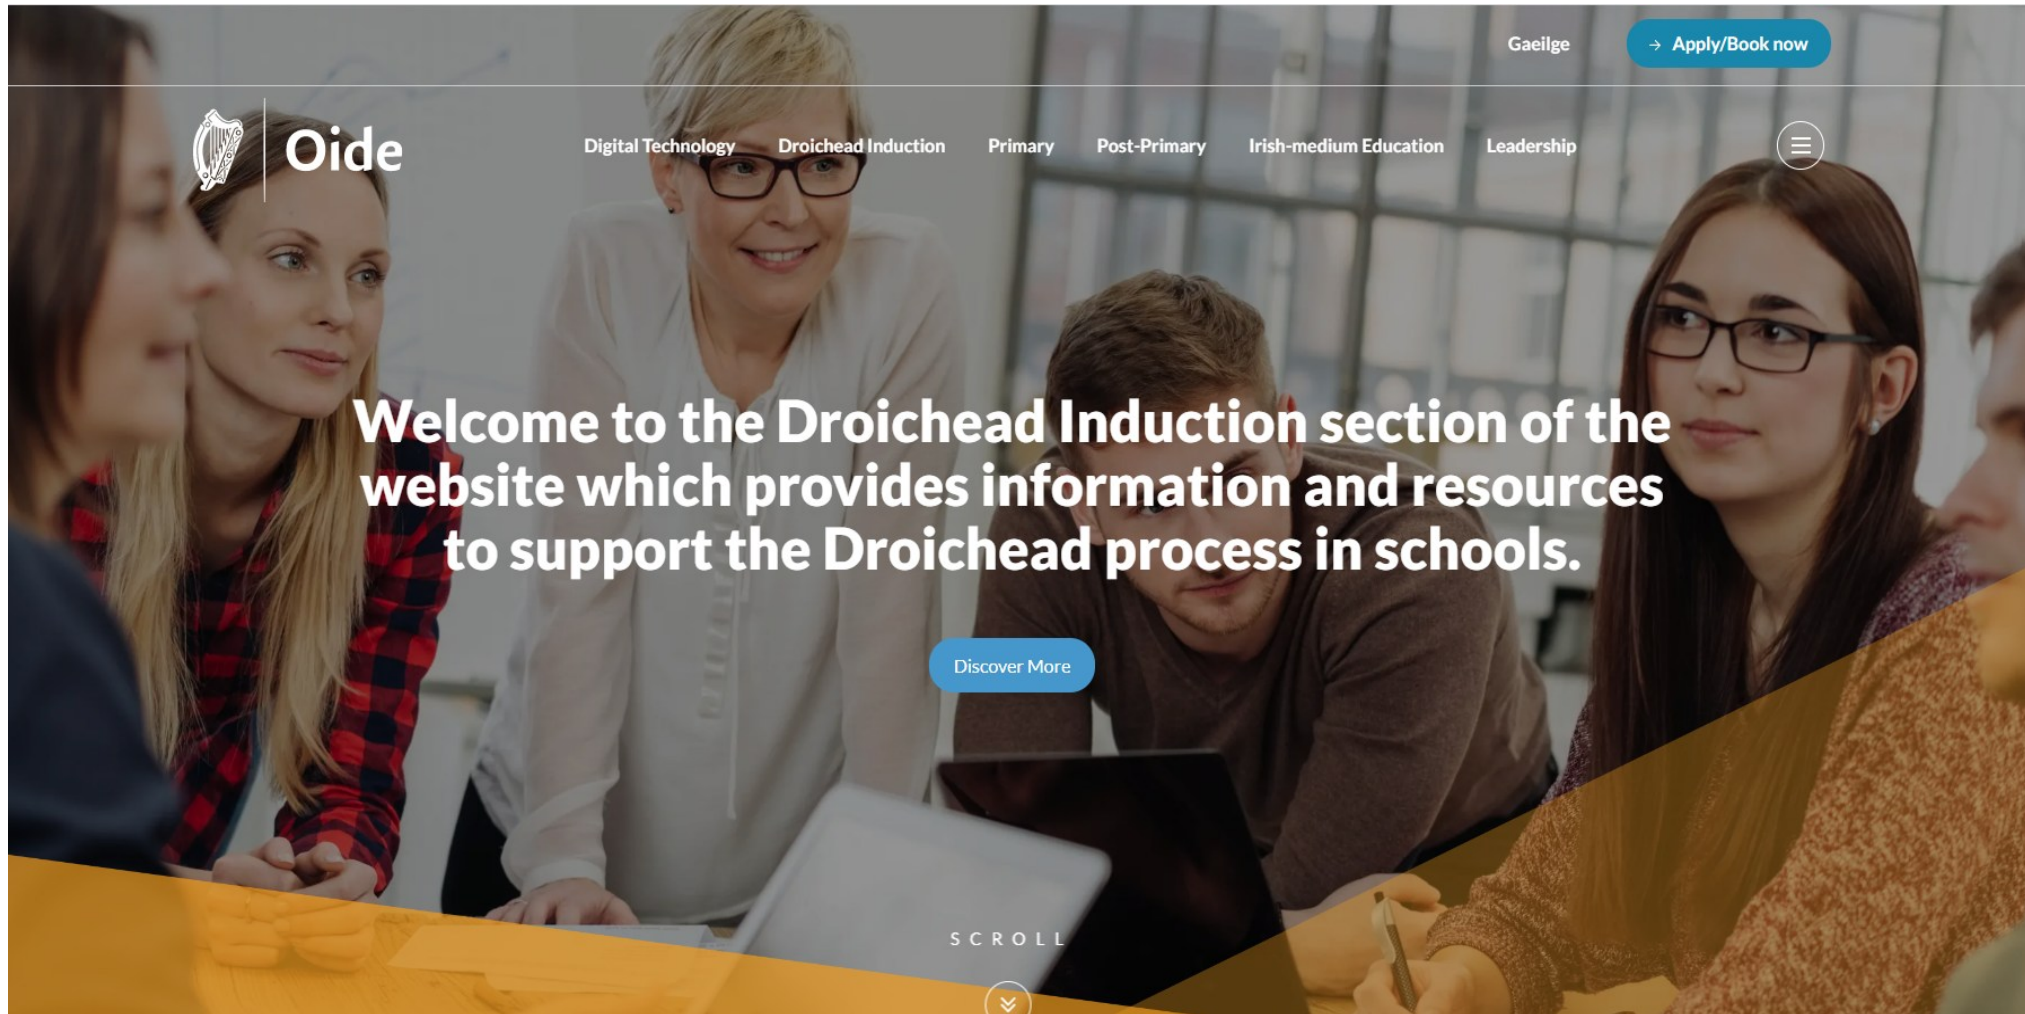 Gaeilge
→ Apply/Book now
Oide
Digital Technology Droichead Induction Primary Post-Primary Irish-medium Education Leadership
Welcome to the Droichead Induction section of the
website which provides information and resources
to support the Droichead process in schools.
Discover More
SCROLL